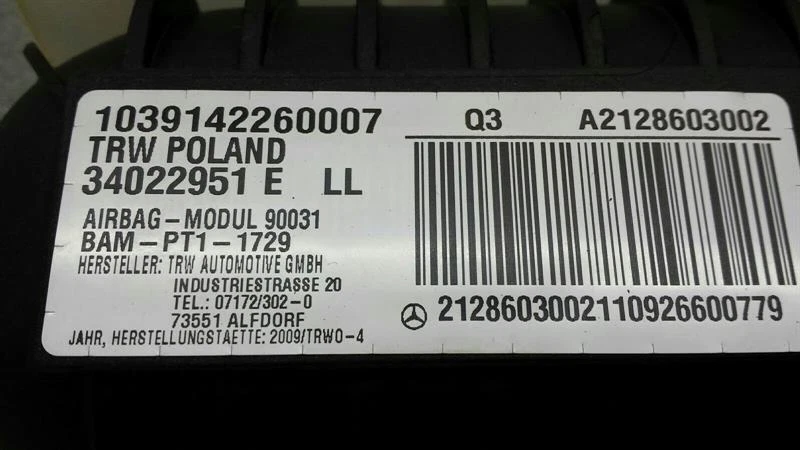 1039142260007
TRW POLAND
34022951 E LL
AIRBAG-MODUL 90031
BAM-PT1-1729
HERSTELLER: TRW AUTOMOTIVE GMBH
INDUSTRIESTRASSE 20
TEL.: 07172/302-0
73551 ALFDORF
JAHR, HERSTELLUNGSTAETTE: 2009/TRWO-4
Q3 A2128603002
2128603002110926600779